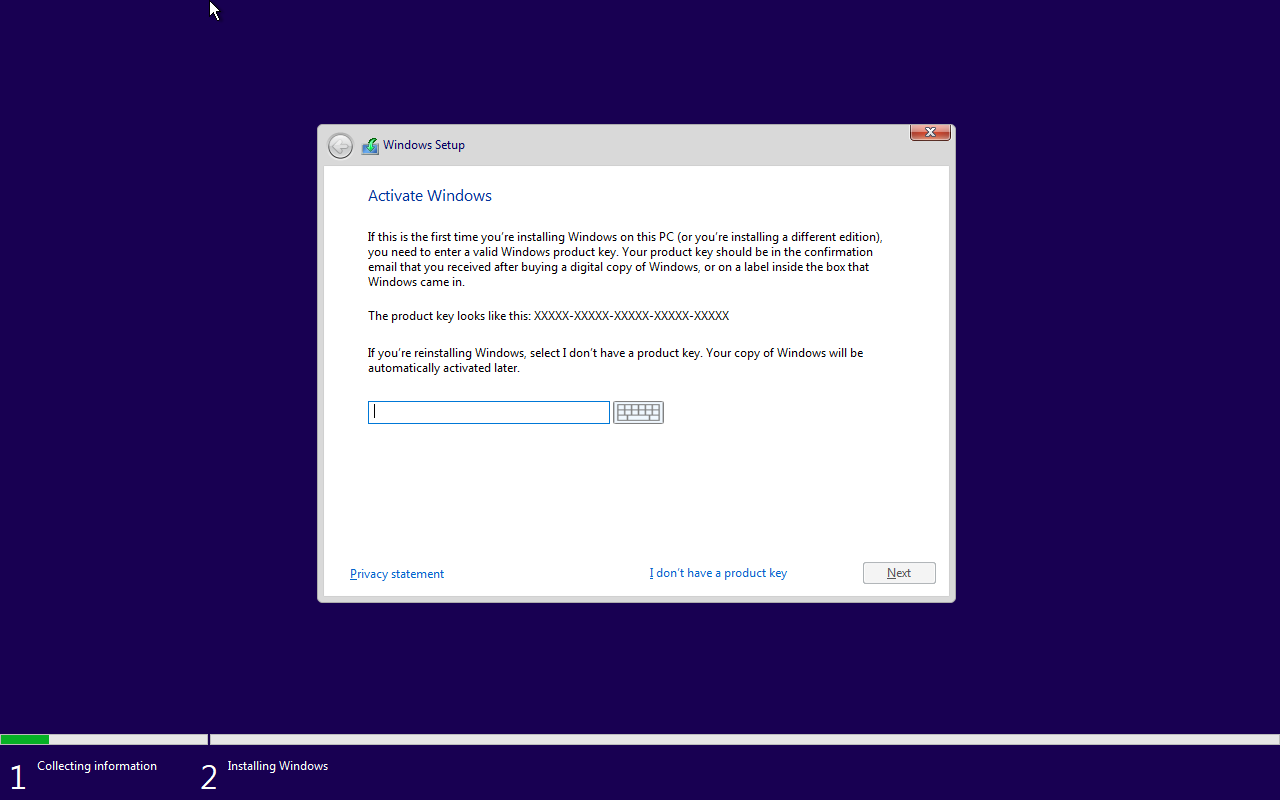 Windows Setup
Activate Windows
If this is the first time you're installing Windows on this PC (or you're installing a different edition),
you need to enter a valid Windows product key. Your product key should be in the confirmation
email that you received after buying a digital copy of Windows, or on a label inside the box that
Windows came in.
The product key looks like this: XXXXX-XXXXX-XXXXX-XXXXX-XXXXX
If you're reinstalling Windows, select I don't have a product key. Your copy of Windows will be
automatically activated later.
Privacy statement
I don't have a product key
Next
1 Collecting information
2 Installing Windows